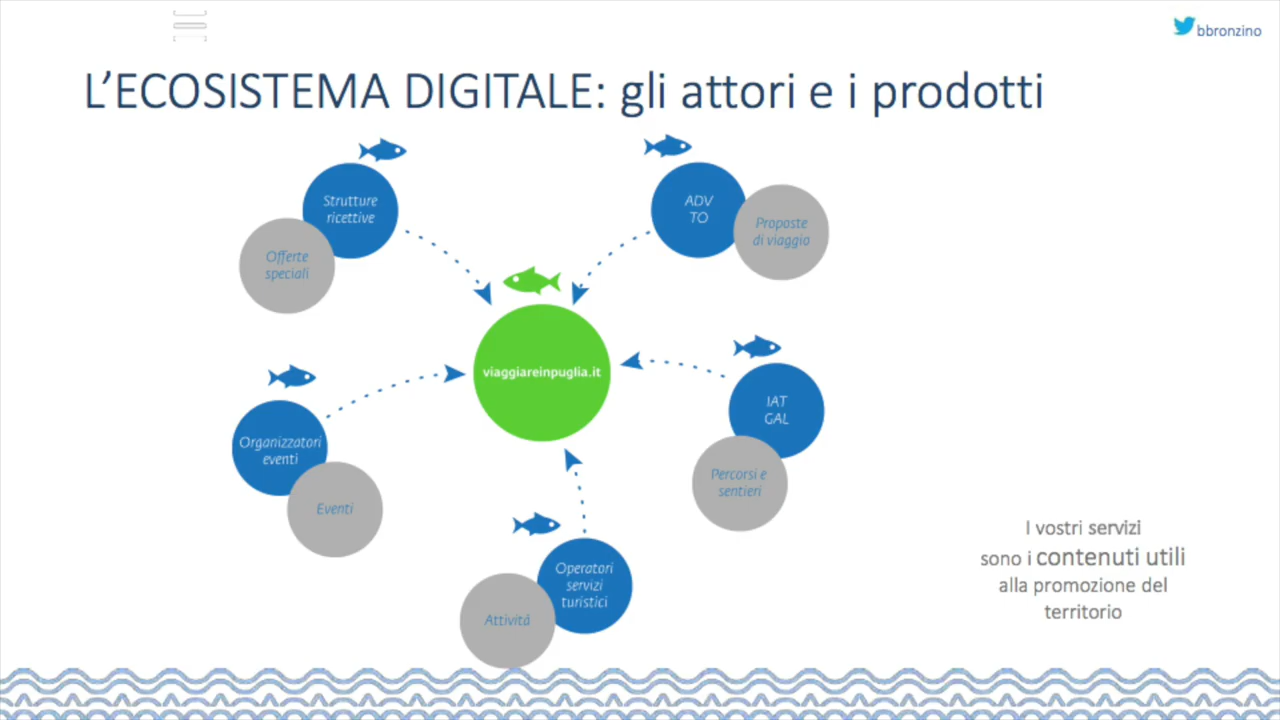 bbronzino
L’ECOSISTEMA DIGITALE: gli attori e i prodotti
Strutture
ricettive
Offerte
speciali
ADV
TO
Proposte
di viaggio
viaggiareinpuglia.it
IAT
GAL
Percorsi e
sentieri
Organizzatori
eventi
Eventi
Operatori
servizi
turistici
Attivitá
I vostri servizi
sono i contenuti utili
alla promozione del
territorio